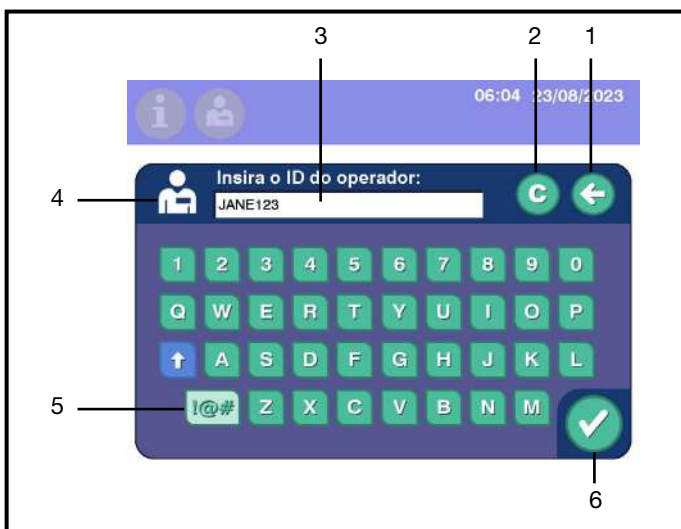 3 2 1
06:04 23/08/2023
i
Insira o ID do operador:
4
JANE123
C
1 2 3 4 5 6 7 8 9 0
Q W E R T Y U I O P
A S D F G H J K L
5
!@# Z X C V B N M
6